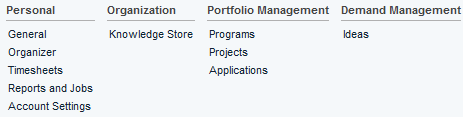 Personal Organization Portfolio Management Demand Management
General Knowledge Store Programs Ideas
Organizer Projects
Timesheets Applications
Reports and Jobs
Account Settings